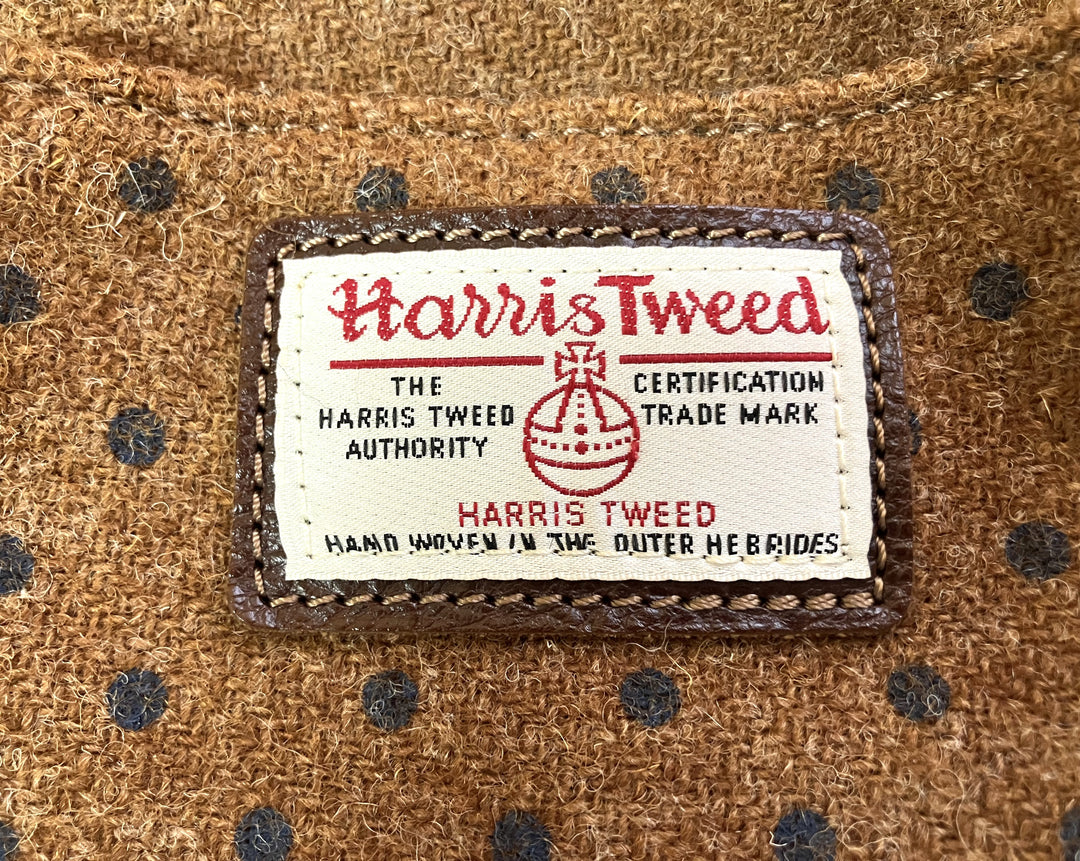 Harris Tweed
THE
HARRIS TWEED
AUTHORITY
CERTIFICATION
TRADE MARK
HARRIS TWEED
HAND WOVEN IN THE OUTER HEBRIDES